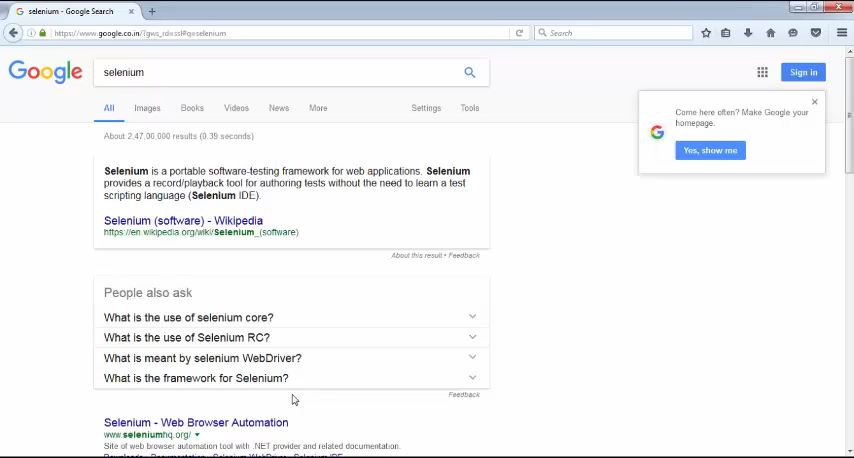 selenium - Google Search
https://www.google.co.in/?gws_rd=ssl#q=selenium
Search
Google
selenium
Sign in
All Images Books Videos News More Settings Tools
Come here often? Make Google your
homepage.
Yes, show me
About 2,47,00,000 results (0.39 seconds)
Selenium is a portable software-testing framework for web applications. Selenium
provides a record/playback tool for authoring tests without the need to learn a test
scripting language (Selenium IDE).
Selenium (software) - Wikipedia
https://en.wikipedia.org/wiki/Selenium_(software)
About this result • Feedback
People also ask
What is the use of selenium core?
What is the use of Selenium RC?
What is meant by selenium WebDriver?
What is the framework for Selenium?
Feedback
Selenium - Web Browser Automation
www.seleniumhq.org/
Site of web browser automation tool with .NET provider and related documentation.
Downloads - Documentation - Selenium WebDriver - Selenium IDE